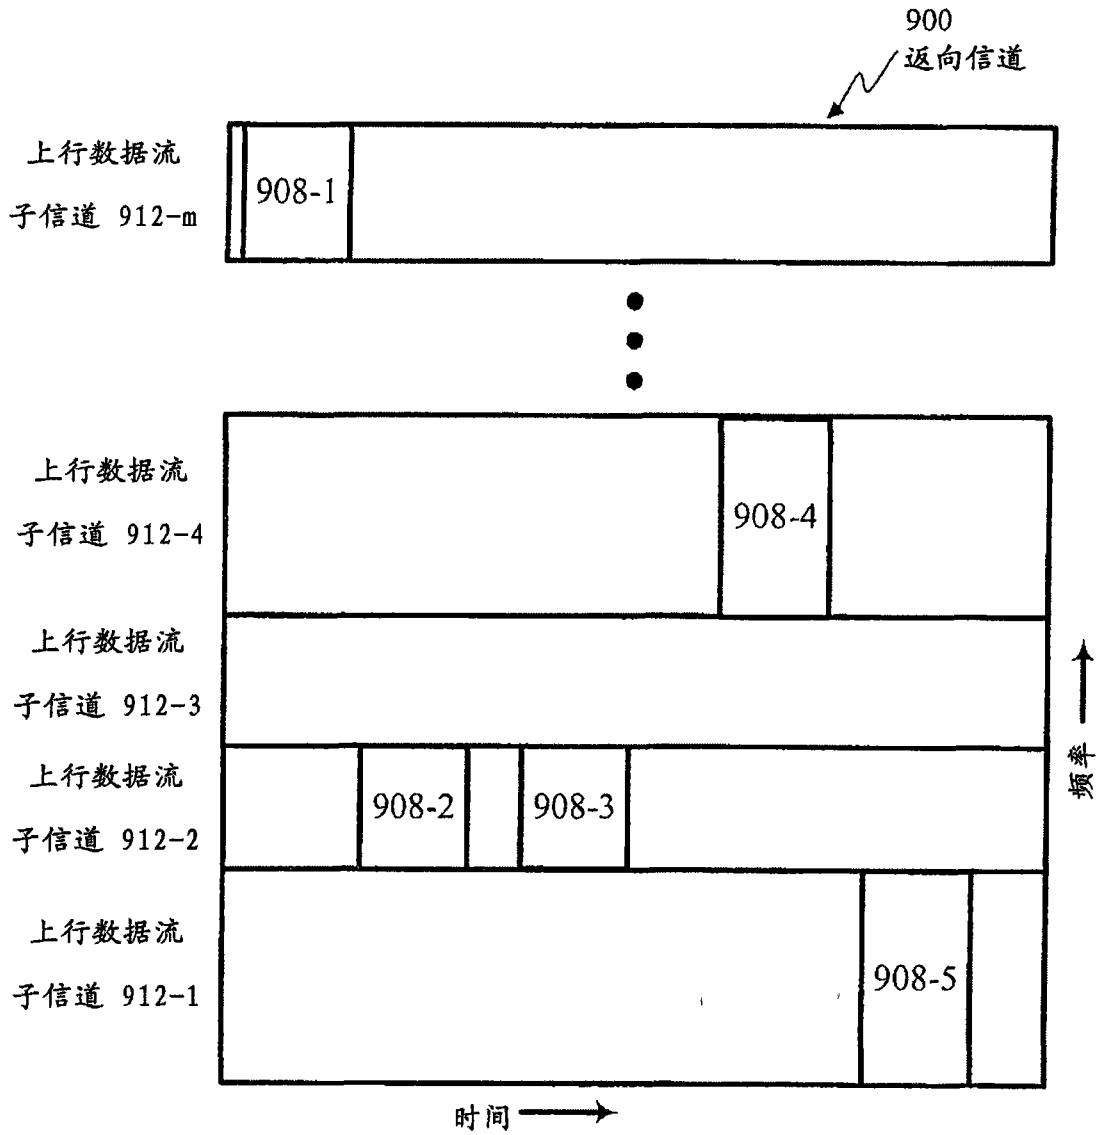 900
返向信道
上行数据流
子信道 912-m
908-1
上行数据流
子信道 912-4
908-4
上行数据流
子信道 912-3
上行数据流
子信道 912-2
908-2
908-3
频率
上行数据流
子信道 912-1
908-5
时间